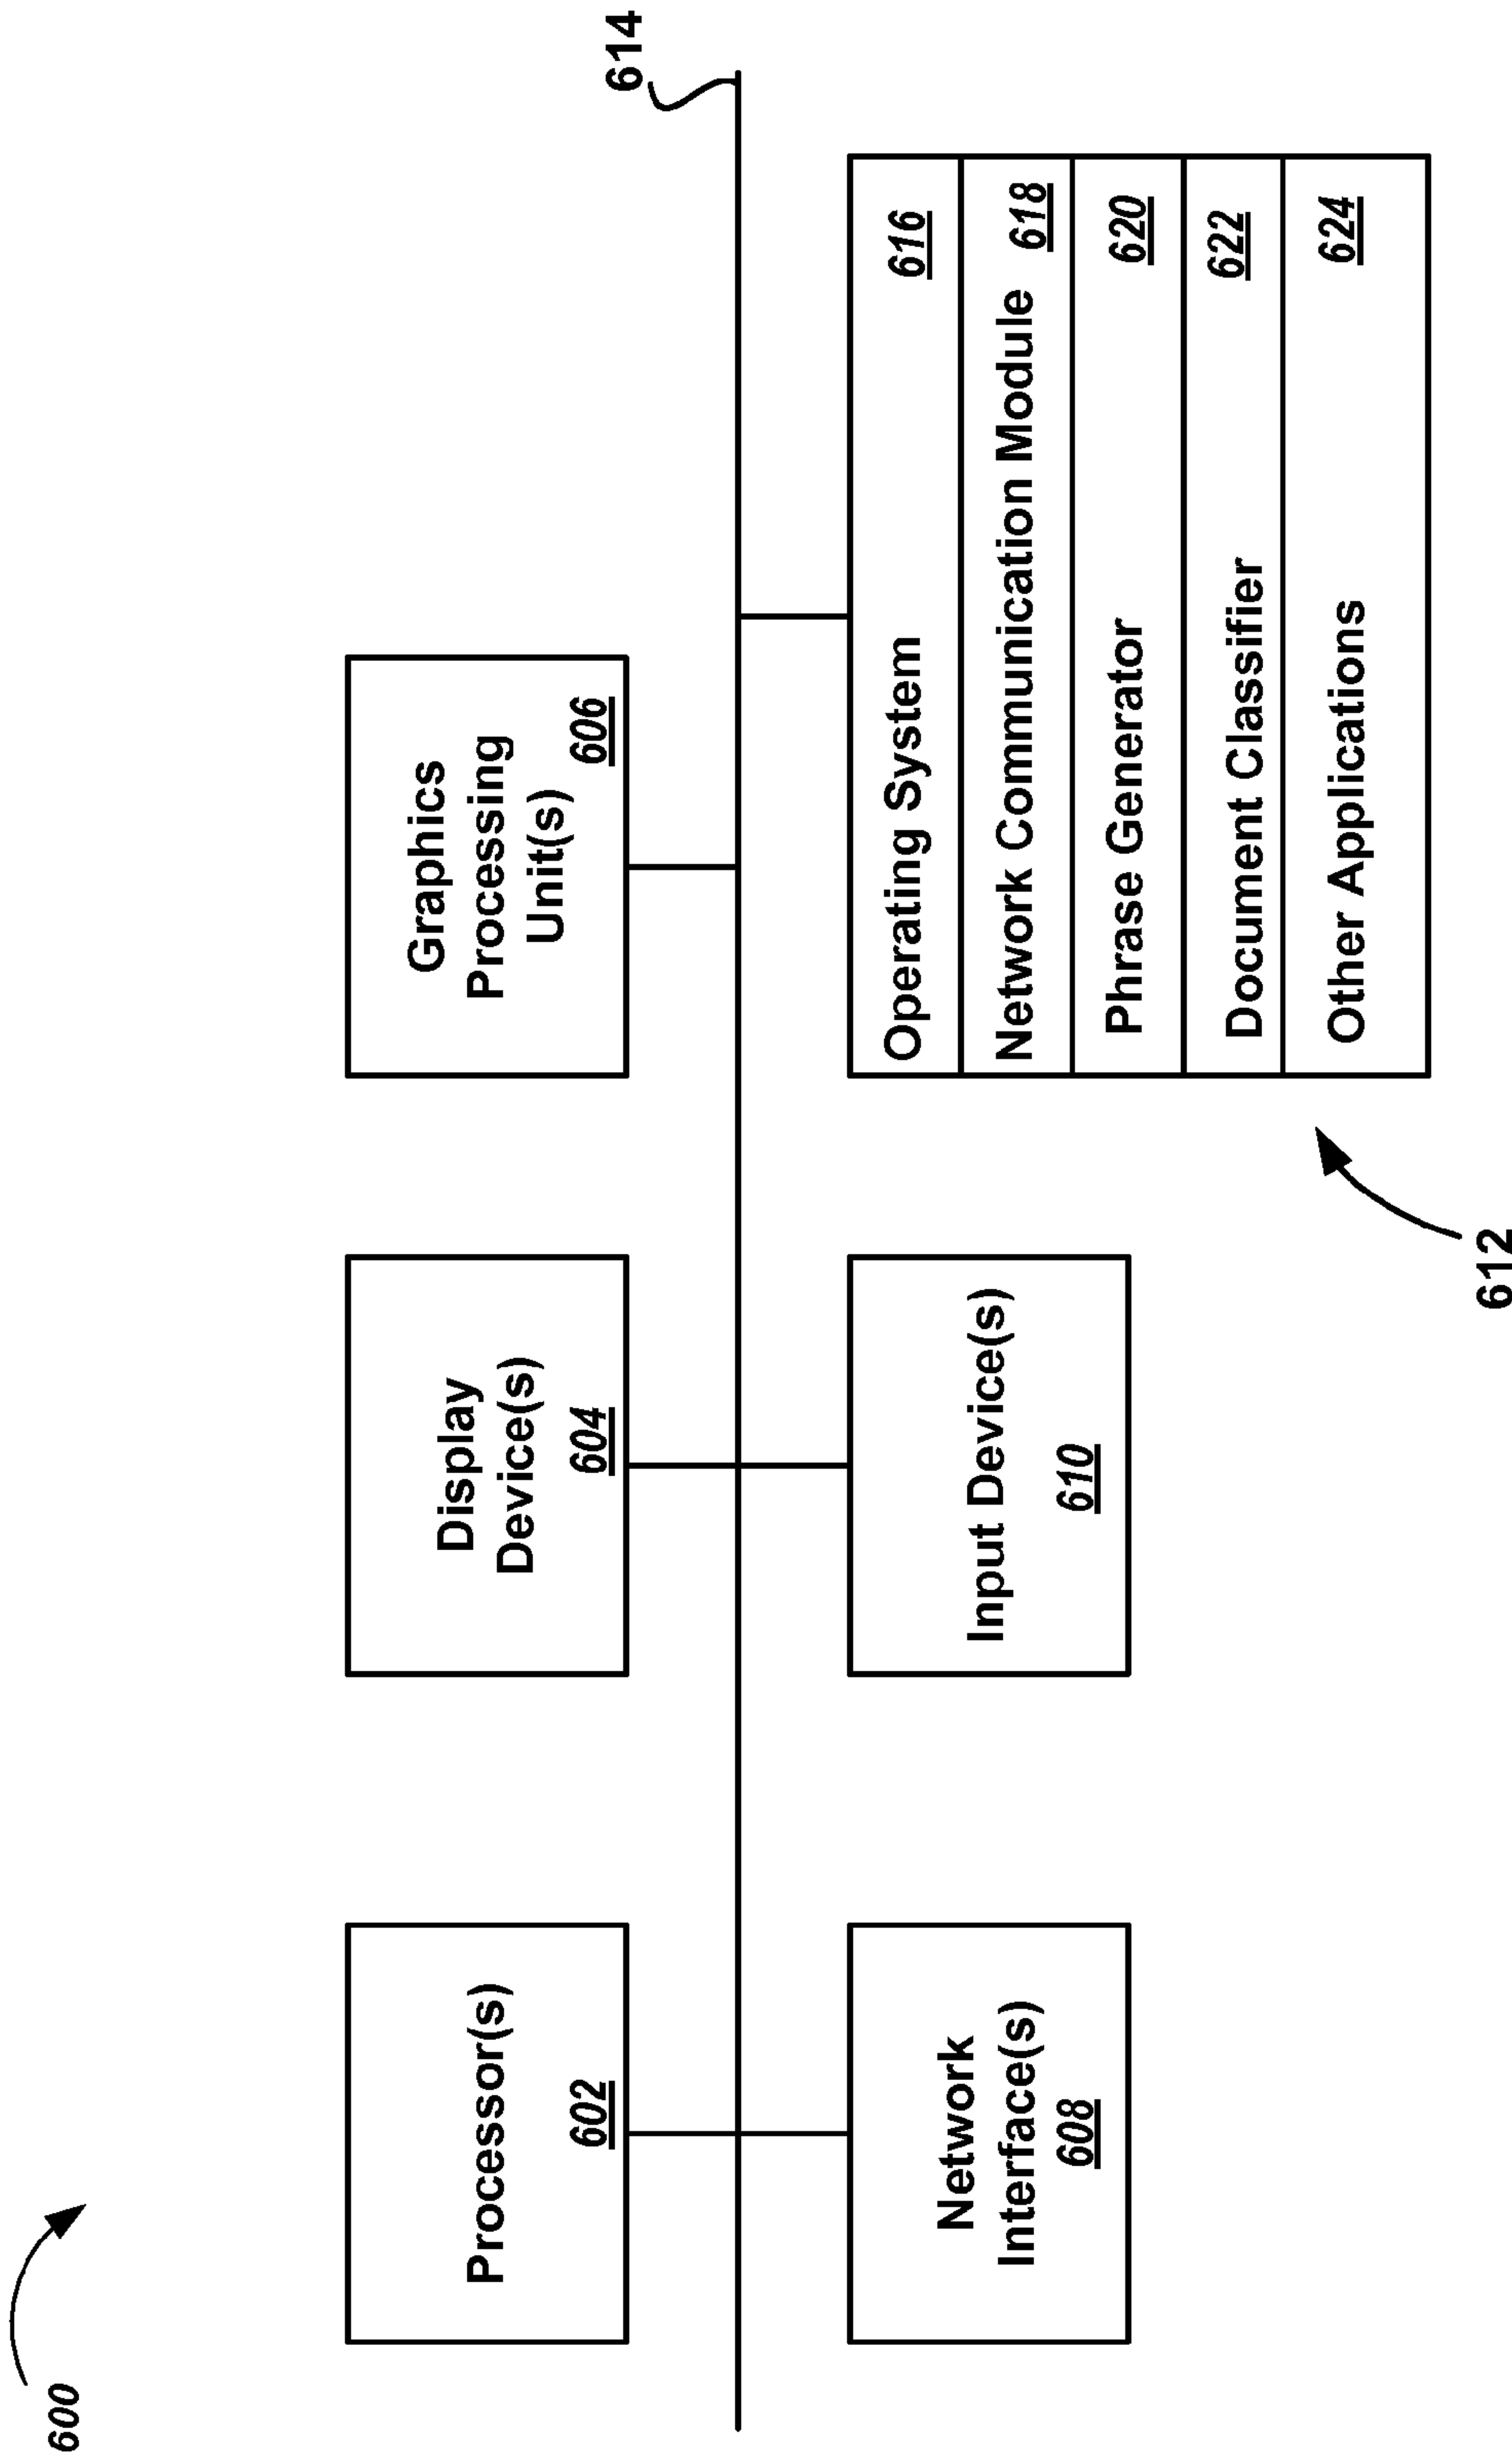 600
614
Processor(s)
602
Display
Device(s)
604
Graphics
Processing
Unit(s)
606
Network
Interface(s)
608
Input Device(s)
610
Operating System 616
Network Communication Module 618
Phrase Generator 620
Document Classifier 622
Other Applications 624
612